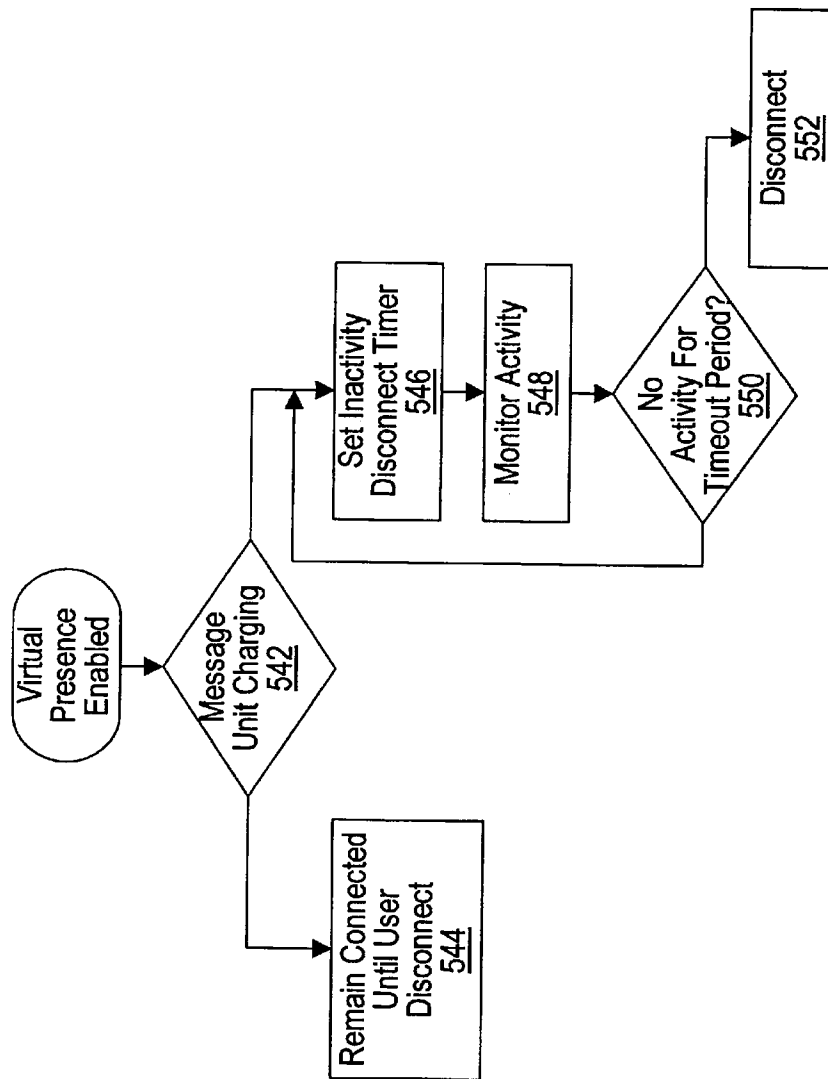 Virtual
Presence
Enabled
Message
Unit Charging
542
Remain Connected
Until User
Disconnect
544
Set Inactivity
Disconnect Timer
546
Monitor Activity
548
No
Activity For
Timeout Period?
550
Disconnect
552